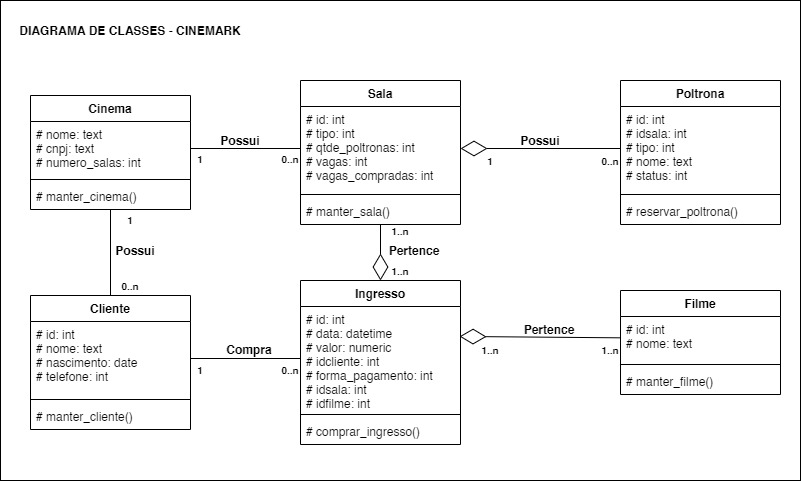 DIAGRAMA DE CLASSES - CINEMARK
Cinema
# nome: text
# cnpj: text
# numero_salas: int
# manter_cinema()
Possui
1
0..n
Sala
# id: int
# tipo: int
# qtde_poltronas: int
# vagas: int
# vagas_compradas: int
# manter_sala()
Possui
1
0..n
Poltrona
# id: int
# idsala: int
# tipo: int
# nome: text
# status: int
# reservar_poltrona()
1
Possui
0..n
1..n
Pertence
1..n
Cliente
# id: int
# nome: text
# nascimento: date
# telefone: int
# manter_cliente()
Compra
1
0..n
Ingresso
# id: int
# data: datetime
# valor: numeric
# idcliente: int
# forma_pagamento: int
# idsala: int
# idfilme: int
# comprar_ingresso()
Pertence
1..n
1..n
Filme
# id: int
# nome: text
# manter_filme()